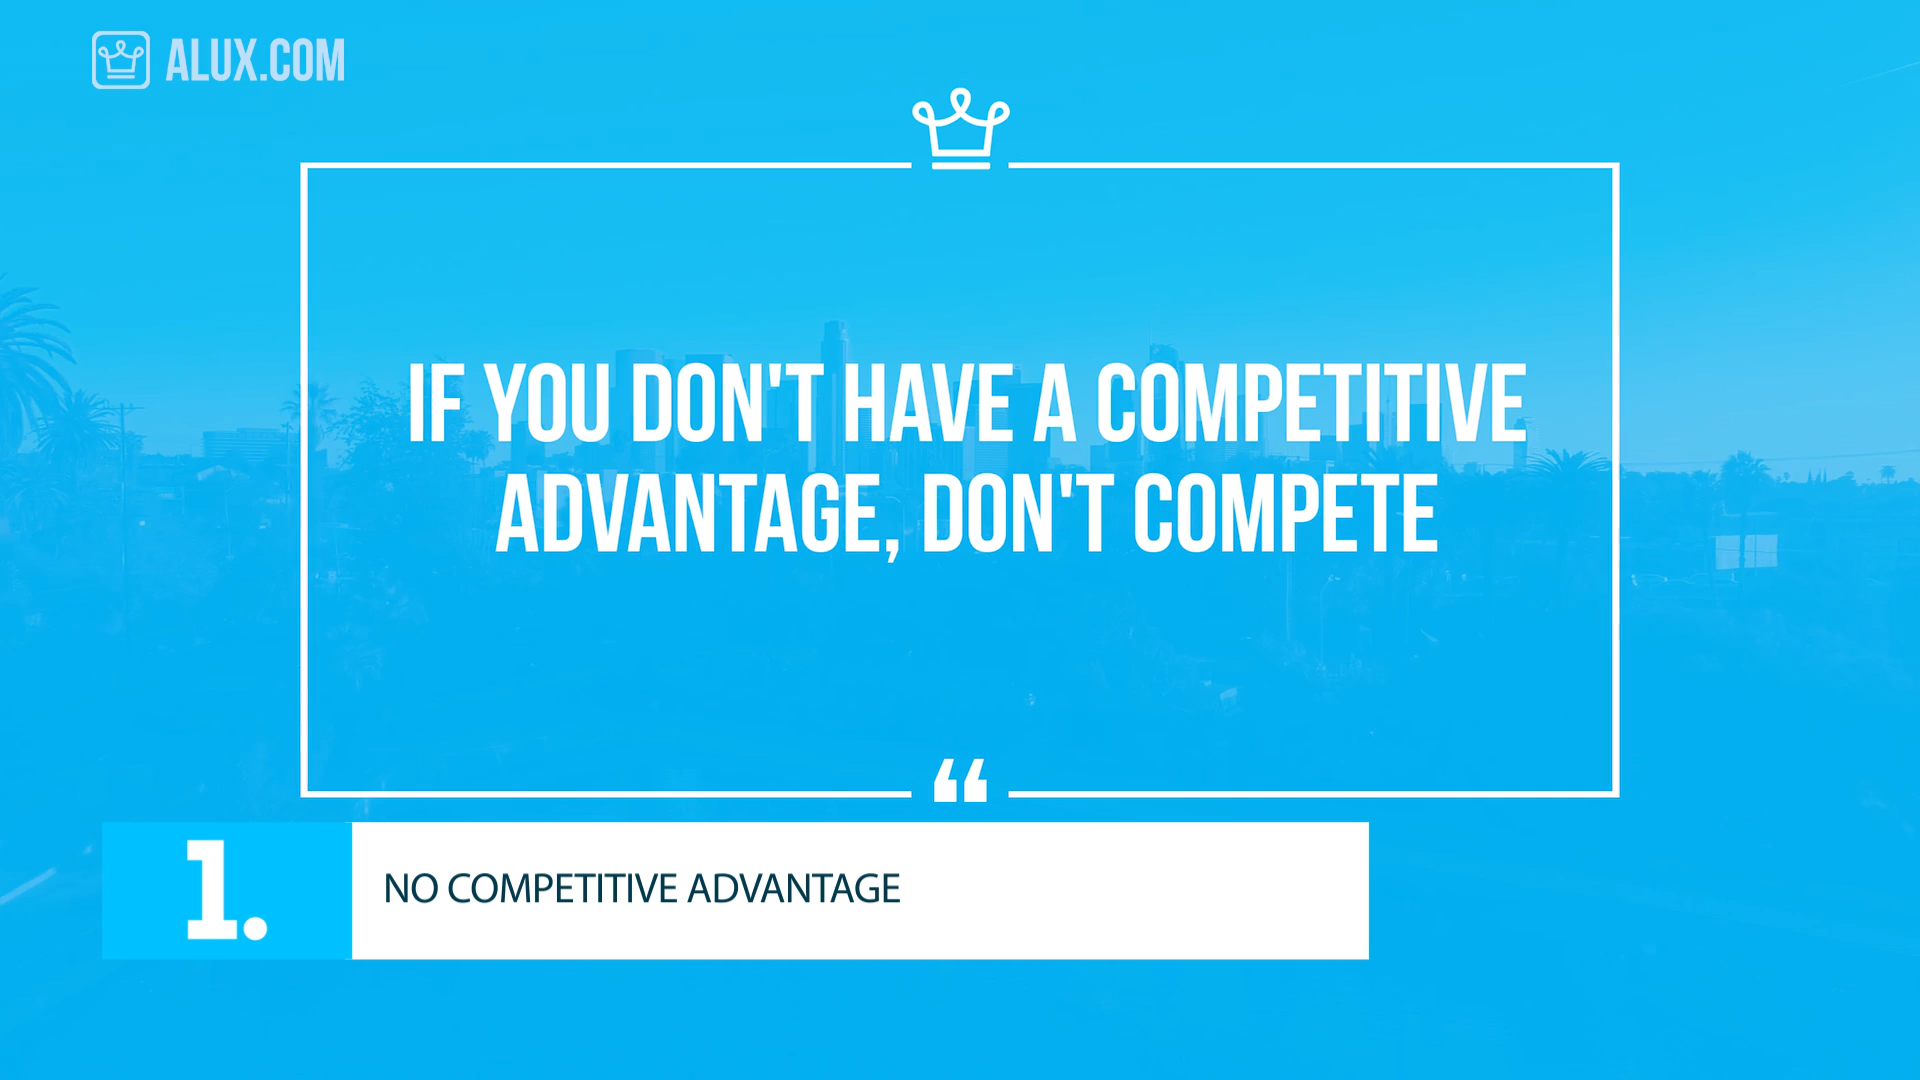 ALUX.COM
IF YOU DON'T HAVE A COMPETITIVE
ADVANTAGE, DON'T COMPETE
“
1.
NO COMPETITIVE ADVANTAGE